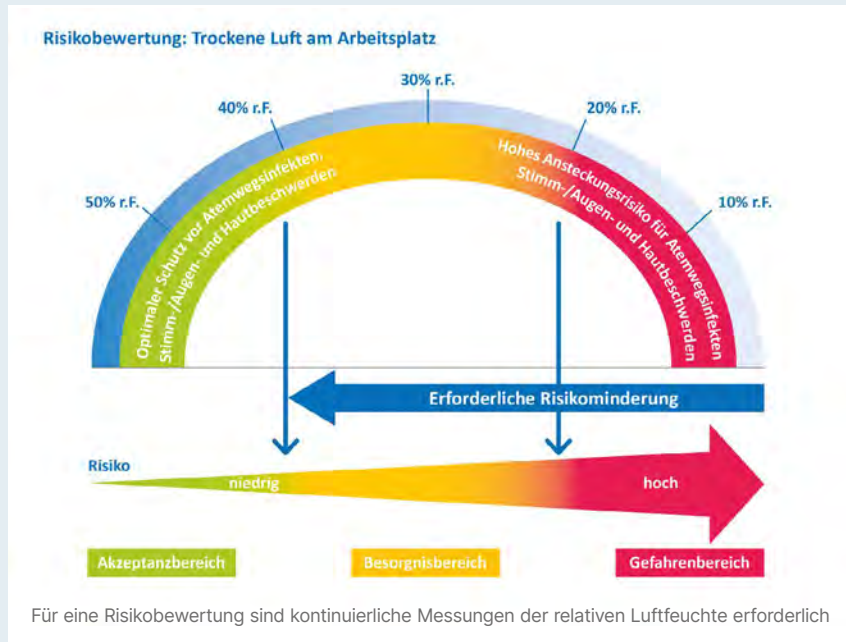 Risikobewertung: Trockene Luft am Arbeitsplatz
30% r.F.
40% r.F.
20% r.F.
50% r.F.
10% r.F.
Optimaler Schutz vor Atemwegsinfekten,
Stimm-/Augen- und Hautbeschwerden
Hohes Ansteckungsrisiko für Atemwegsinfekten
Stimm-/Augen- und Hautbeschwerden
Erforderliche Risikominderung
Risiko
niedrig
hoch
Akzeptanzbereich
Besorgnisbereich
Gefahrenbereich
Für eine Risikobewertung sind kontinuierliche Messungen der relativen Luftfeuchte erforderlich